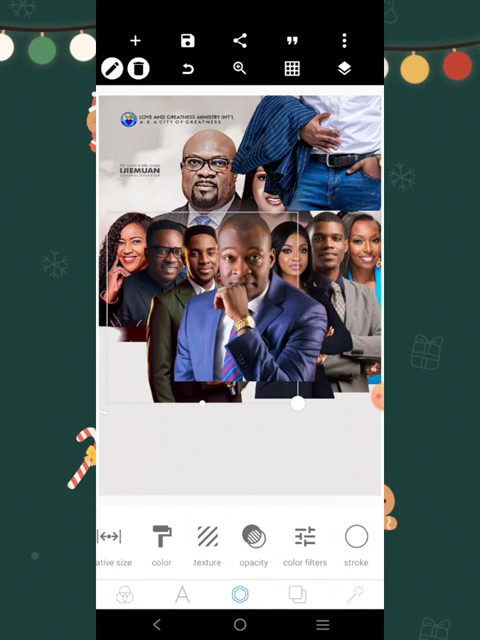 LOVE AND GREATNESS MINISTRY INT'L
A.K.A CITY OF GREATNESS
IJIEMUAN
ative size
color
texture
opacity
color filters
stroke